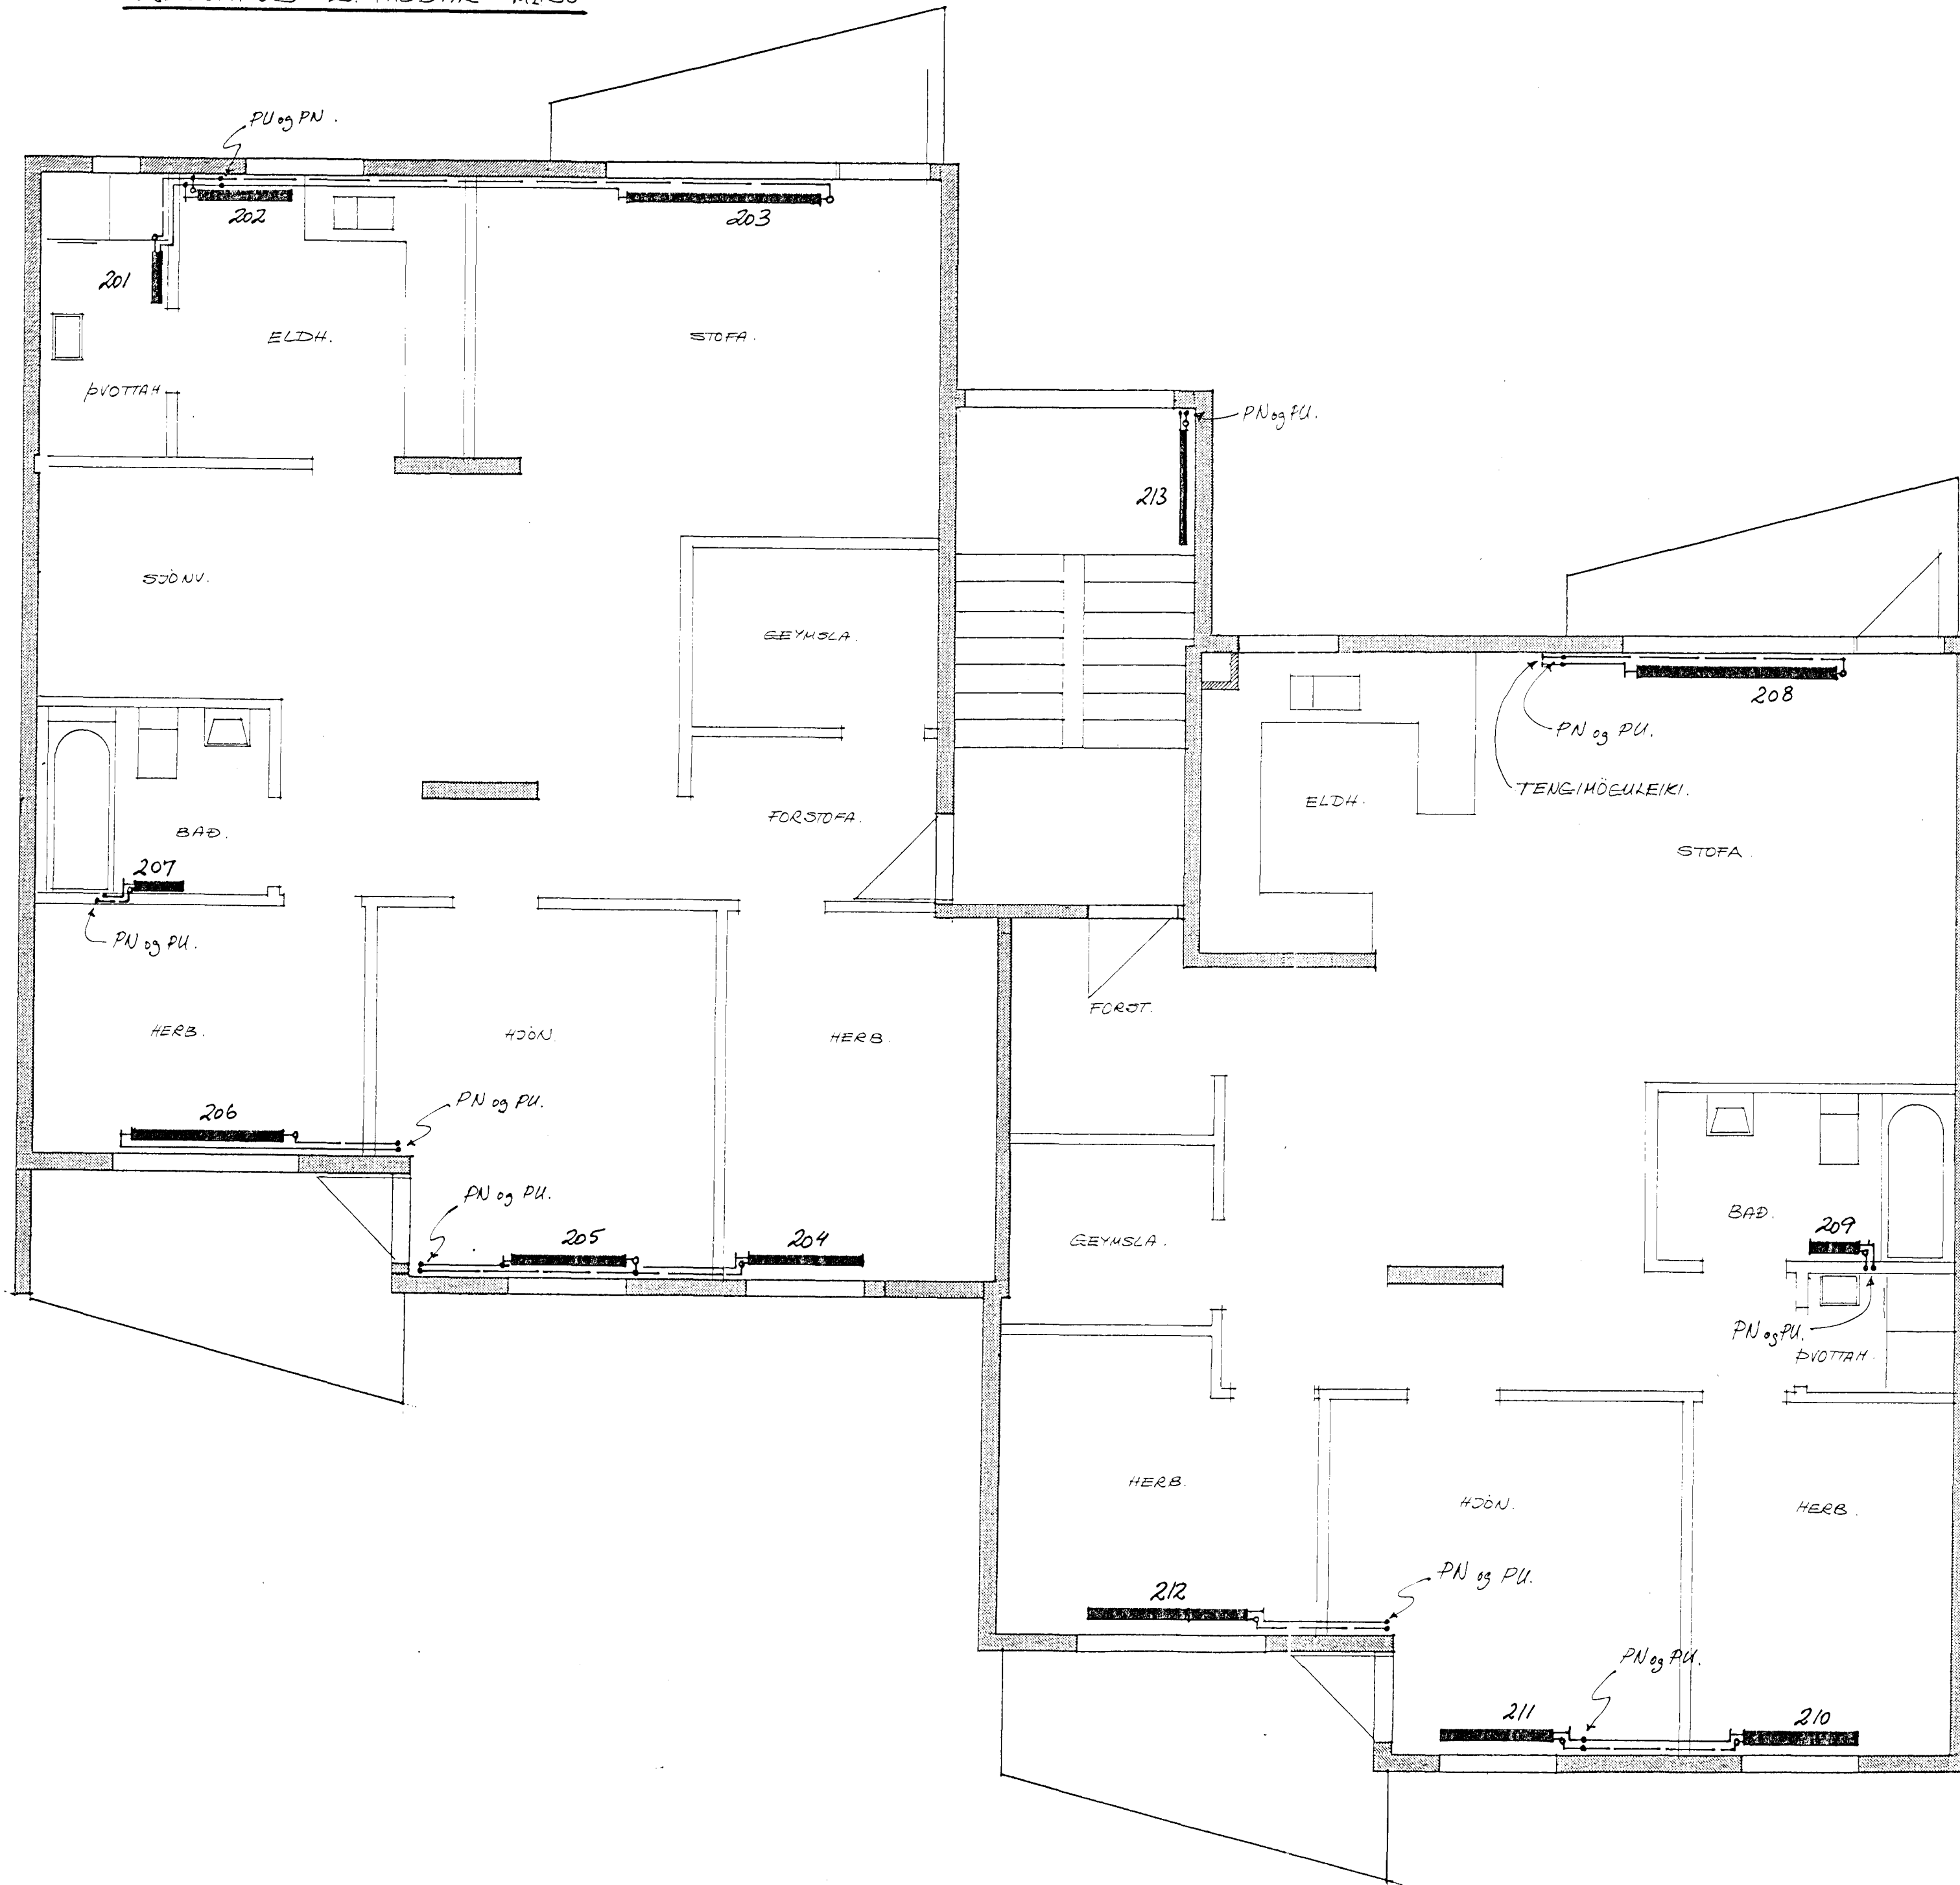 PU og PN.
202
203
201
ELDH.
STOFA.
ÞVOTTAH
PN og PU.
213
SJÓNV.
GEYMSLA.
208
PN og PU.
TENGIMÖGULEIKI.
ELDH.
STOFA.
FORSTOFA.
BAÐ.
207
PN og PU.
FORST.
HERB.
HJÓN.
HERB.
206
PN og PU.
PN og PU.
205
204
BAÐ.
209
GEYMSLA.
PN og PU.
ÞVOTTAH.
HERB.
HJÓN.
HERB.
212
PN og PU.
PN og PU.
211
210